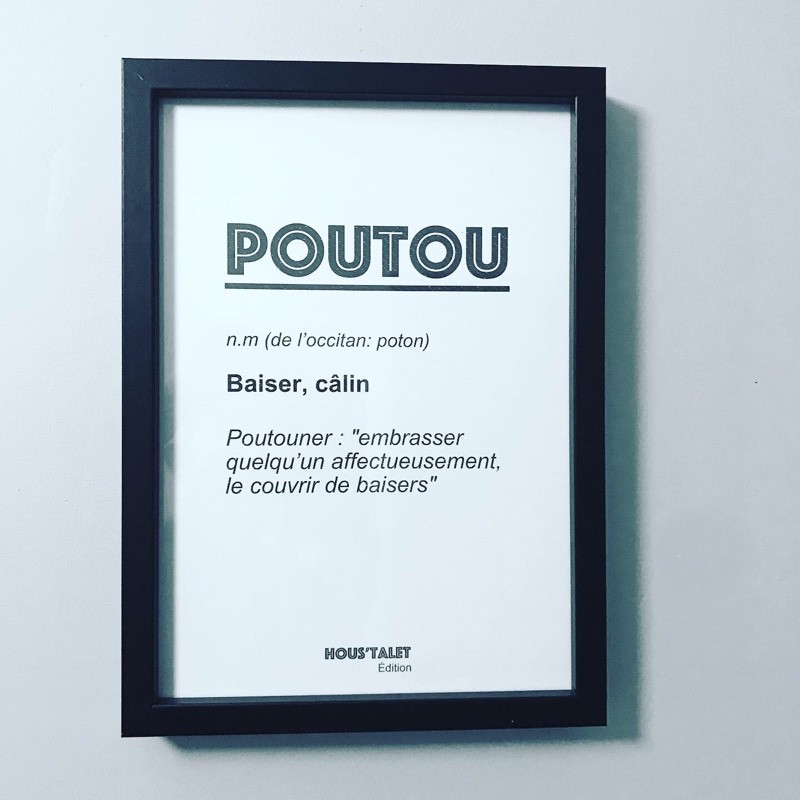 POUTOU
n.m (de l'occitan: poton)
Baiser, câlin
Poutouner : "embrasser
quelqu'un affectueusement,
le couvrir de baisers"
HOUS'TALET
Édition